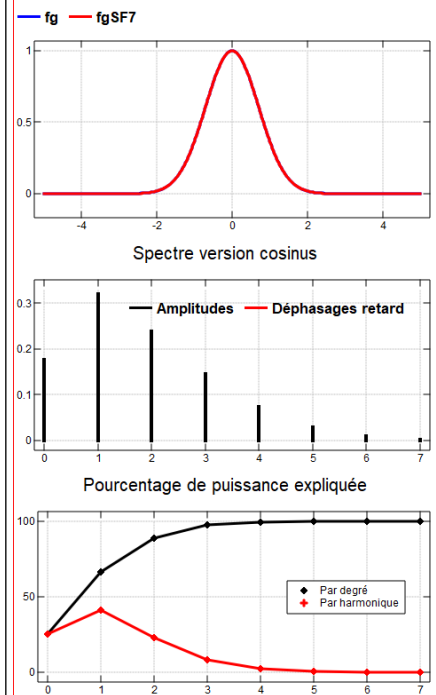 fg fgSF7
1
0.5
0
-4 -2 0 2 4
Spectre version cosinus
Amplitudes Déphasages retard
0.3
0.2
0.1
0
0 1 2 3 4 5 6 7
Pourcentage de puissance expliquée
100
Par degré
50
Par harmonique
0
0 1 2 3 4 5 6 7